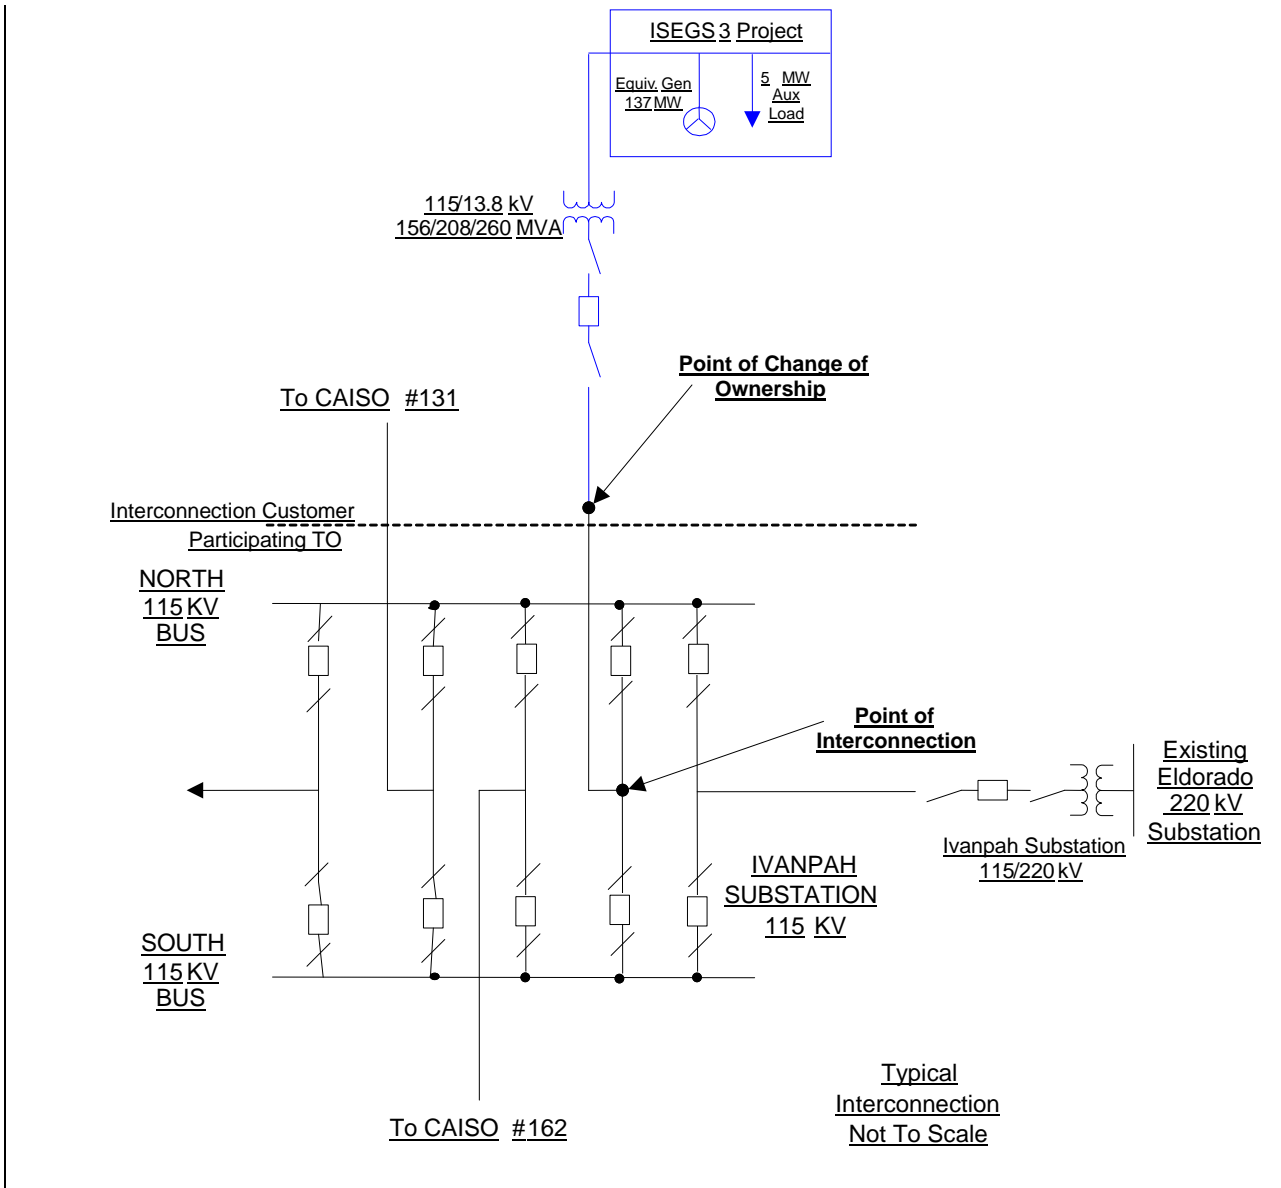 ISEGS 3 Project
Equiv. Gen
137 MW
5 MW
Aux
Load
115/13.8 kV
156/208/260 MVA
Point of Change of
Ownership
To CAISO #131
Interconnection Customer
Participating TO
NORTH
115 KV
BUS
Point of
Interconnection
Existing
Eldorado
220 kV
Substation
Ivanpah Substation
115/220 kV
IVANPAH
SUBSTATION
115 KV
SOUTH
115 KV
BUS
To CAISO #162
Typical
Interconnection
Not To Scale